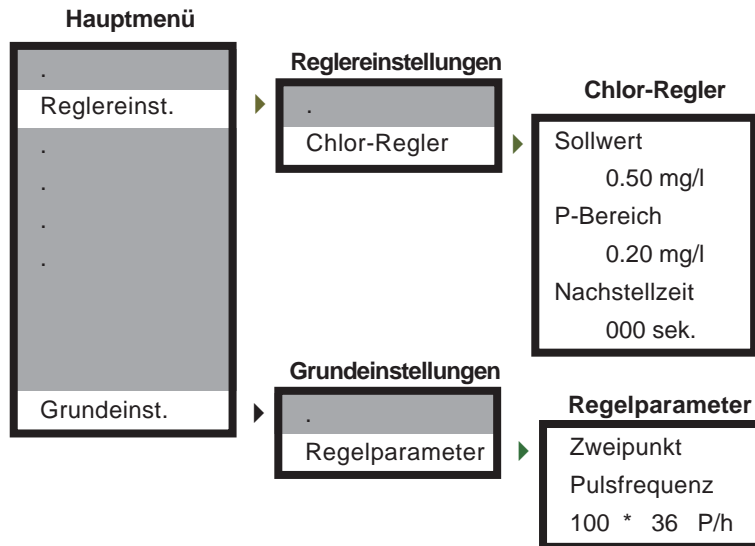 Hauptmenü
.
Reglereinst.
.
.
.
.
Grundeinst.
Reglereinstellungen
.
Chlor-Regler
Chlor-Regler
Sollwert
0.50 mg/l
P-Bereich
0.20 mg/l
Nachstellzeit
000 sek.
Grundeinstellungen
.
Regelparameter
Regelparameter
Zweipunkt
Pulsfrequenz
100 * 36 P/h